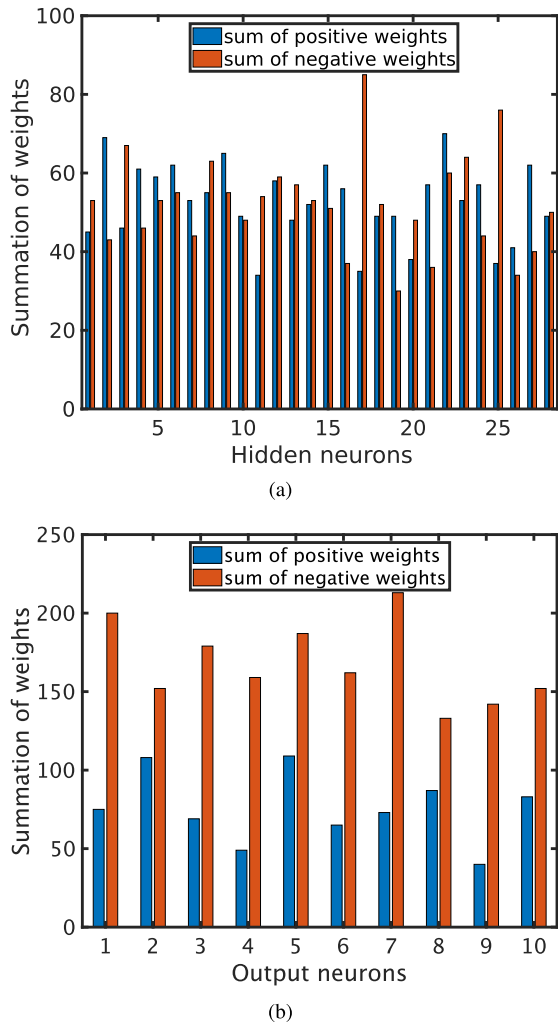 100
80
60
40
20
0
Summation of weights
sum of positive weights
sum of negative weights
5 10 15 20 25
Hidden neurons
(a)
250
200
150
100
50
0
Summation of weights
sum of positive weights
sum of negative weights
1 2 3 4 5 6 7 8 9 10
Output neurons
(b)